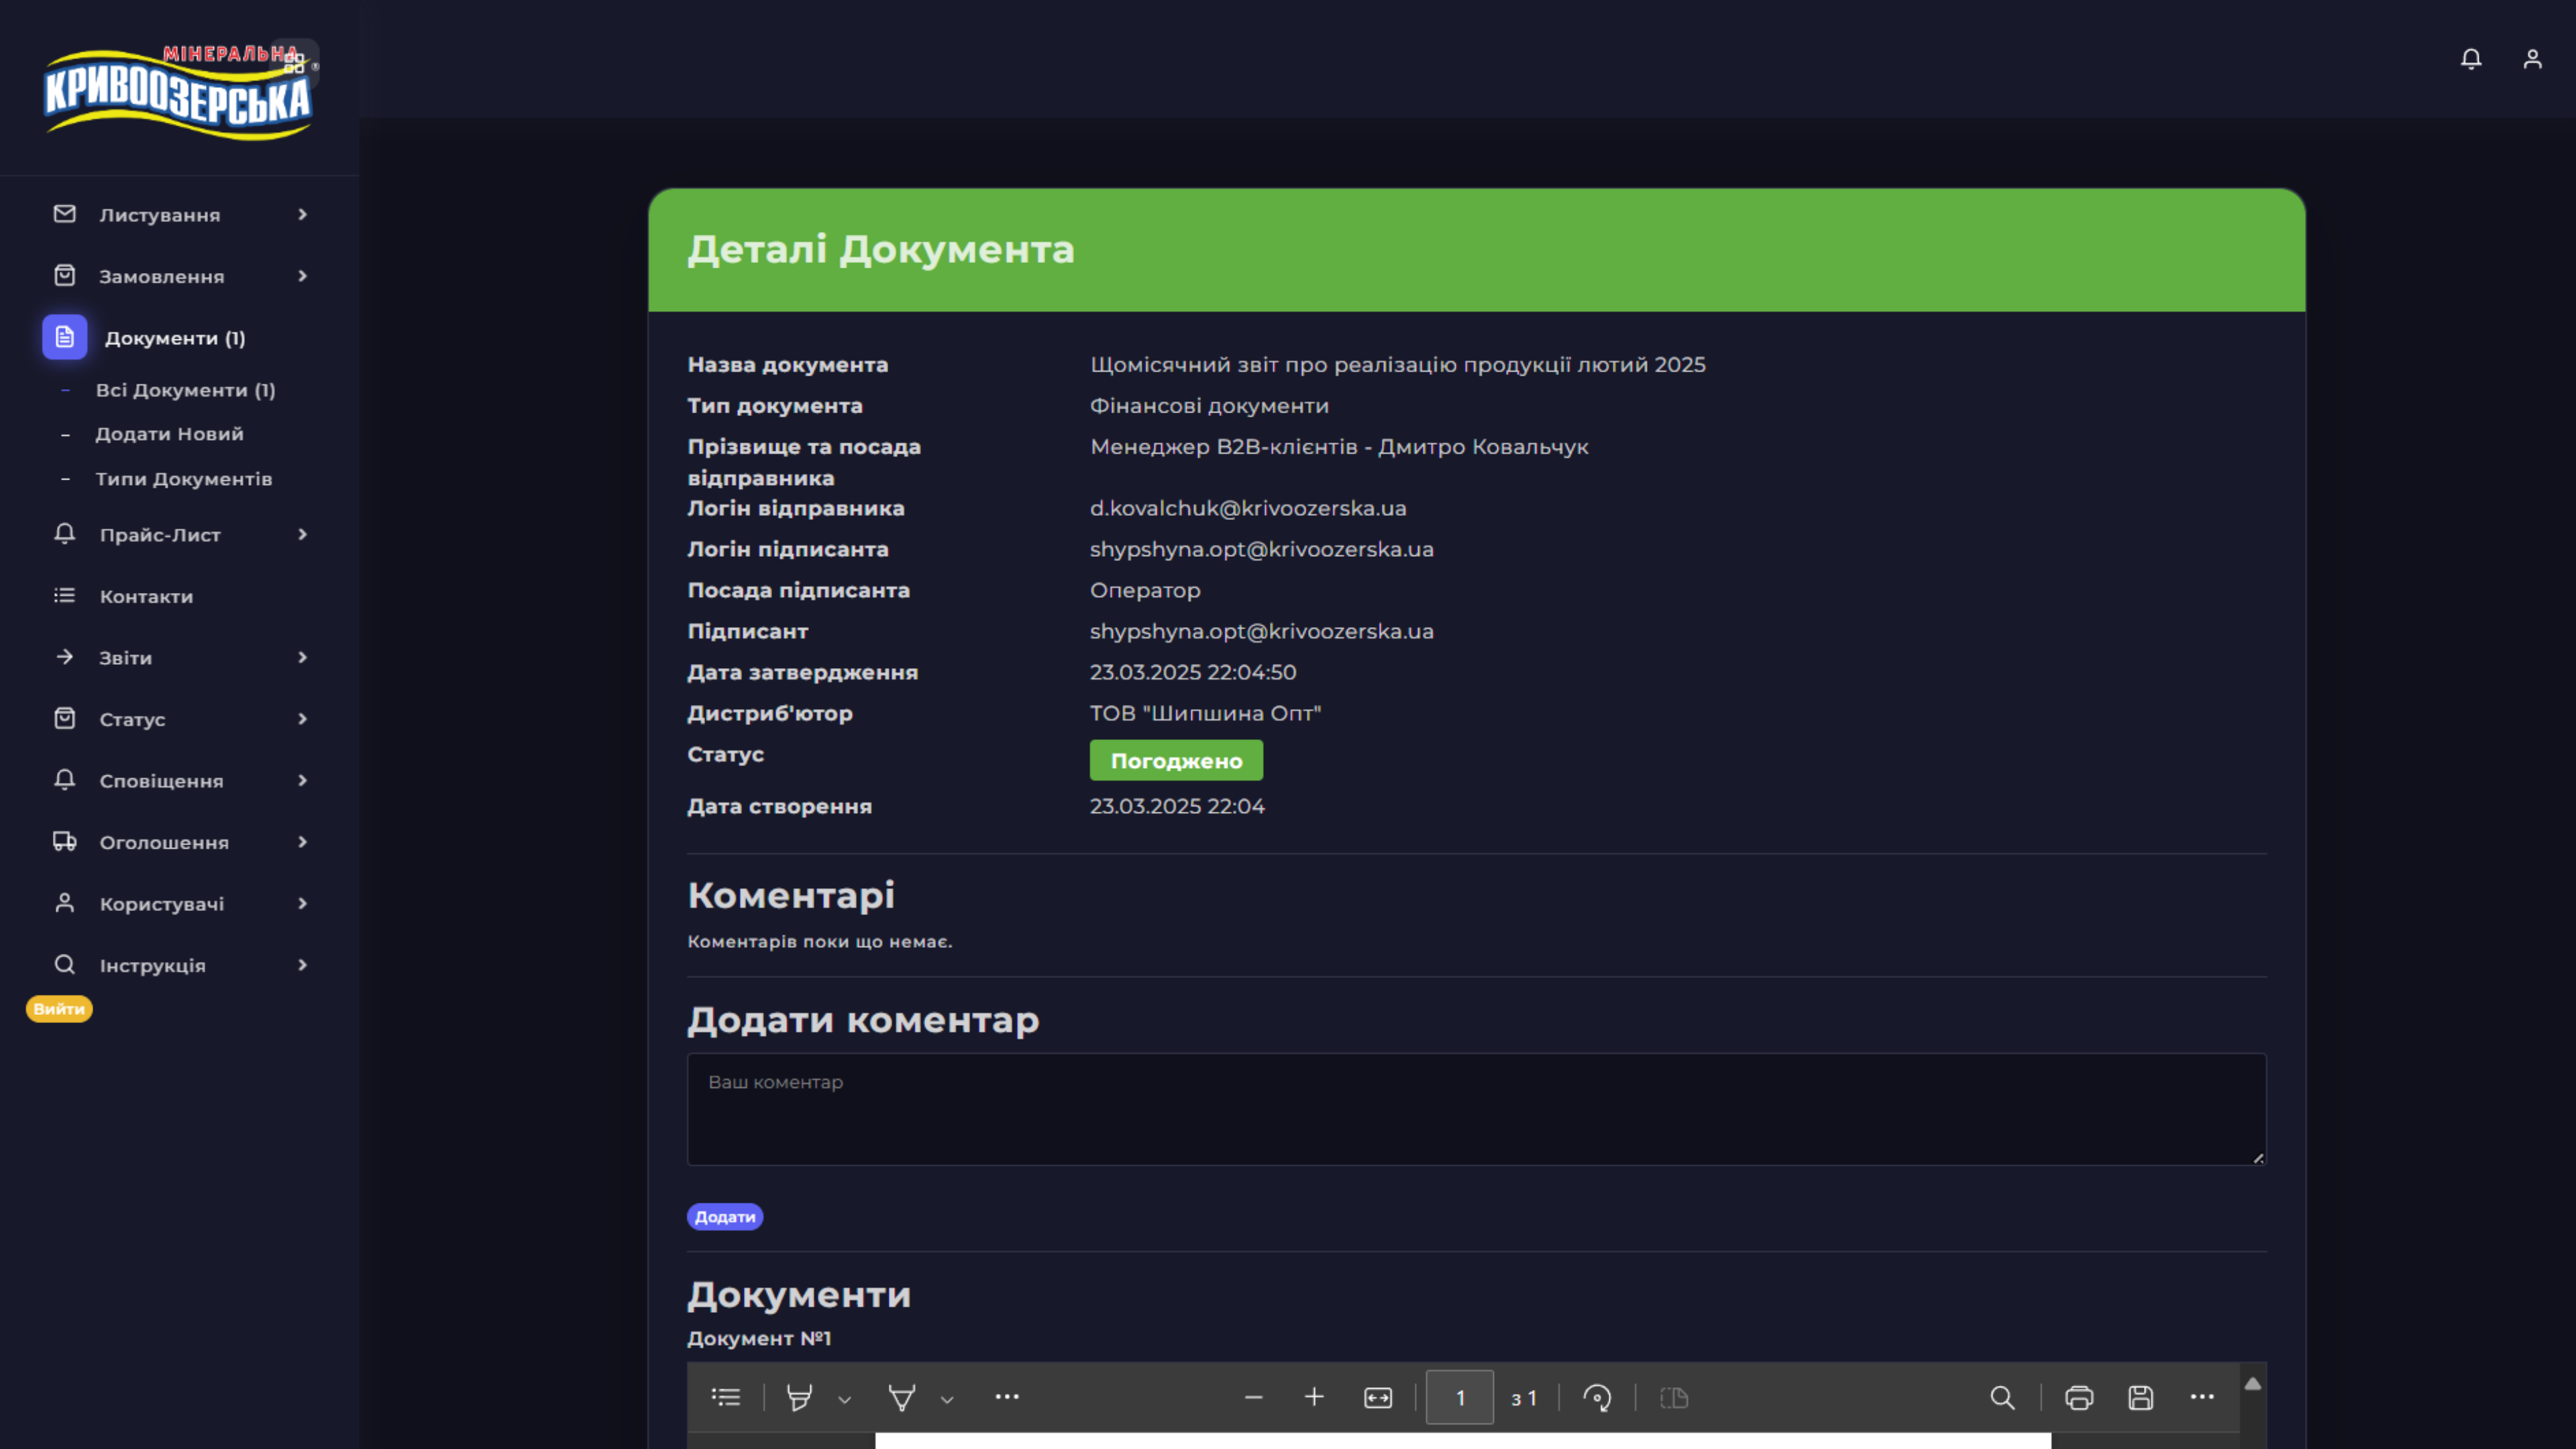 МІНЕРАЛЬНА
КРИВООЗЕРСЬКА
Листування
Замовлення
Документи (1)
- Всі Документи (1)
- Додати Новий
- Типи Документів
Прайс-Лист
Контакти
Звіти
Статус
Сповіщення
Оголошення
Користувачі
Інструкція
Вийти
Деталі Документа
Назва документа Щомісячний звіт про реалізацію продукції лютий 2025
Тип документа Фінансові документи
Прізвище та посада Менеджер B2B-клієнтів - Дмитро Ковальчук
відправника
Логін відправника d.kovalchuk@krivoozerska.ua
Логін підписанта shypshyna.opt@krivoozerska.ua
Посада підписанта Оператор
Підписант shypshyna.opt@krivoozerska.ua
Дата затвердження 23.03.2025 22:04:50
Дистриб'ютор ТОВ "Шипшина Опт"
Статус Погоджено
Дата створення 23.03.2025 22:04
Коментарі
Коментарів поки що немає.
Додати коментар
Ваш коментар
Додати
Документи
Документ №1
1 з 1